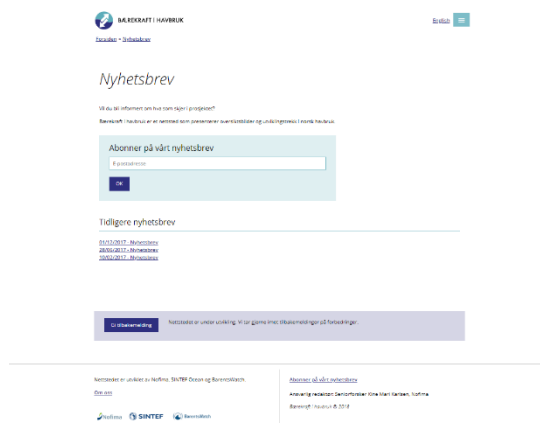 BÆREKRAFT I HAVBRUK
English
Forsiden > Nyhetsbrev
Nyhetsbrev
Vil du bli informert om hva som skjer i prosjektet?
Bærekraft i havbruk er et nettsted som presenterer oversiktsbilder og utviklingstrekk i norsk havbruk.
Abonner på vårt nyhetsbrev
E-postadresse
OK
Tidligere nyhetsbrev
01/12/2017 - Nyhetsbrev
/2017 - Nyhetsbrev
10/02/2017 - Nyhetsbrev
Gi tilbakemelding
Nettstedet er under utvikling. Vi tar gjerne imot tilbakemeldinger på forbedringer.
Nettstedet er utviklet av Nofima, SINTEF Ocean og BarentsWatch.
Om oss
Nofima
SINTEF
BarentsWatch
Abonner på vårt nyhetsbrev
Ansvarlig redaktør: Seniorforsker Kine Mari Karlsen, Nofima
Bærekraft i havbruk © 2018